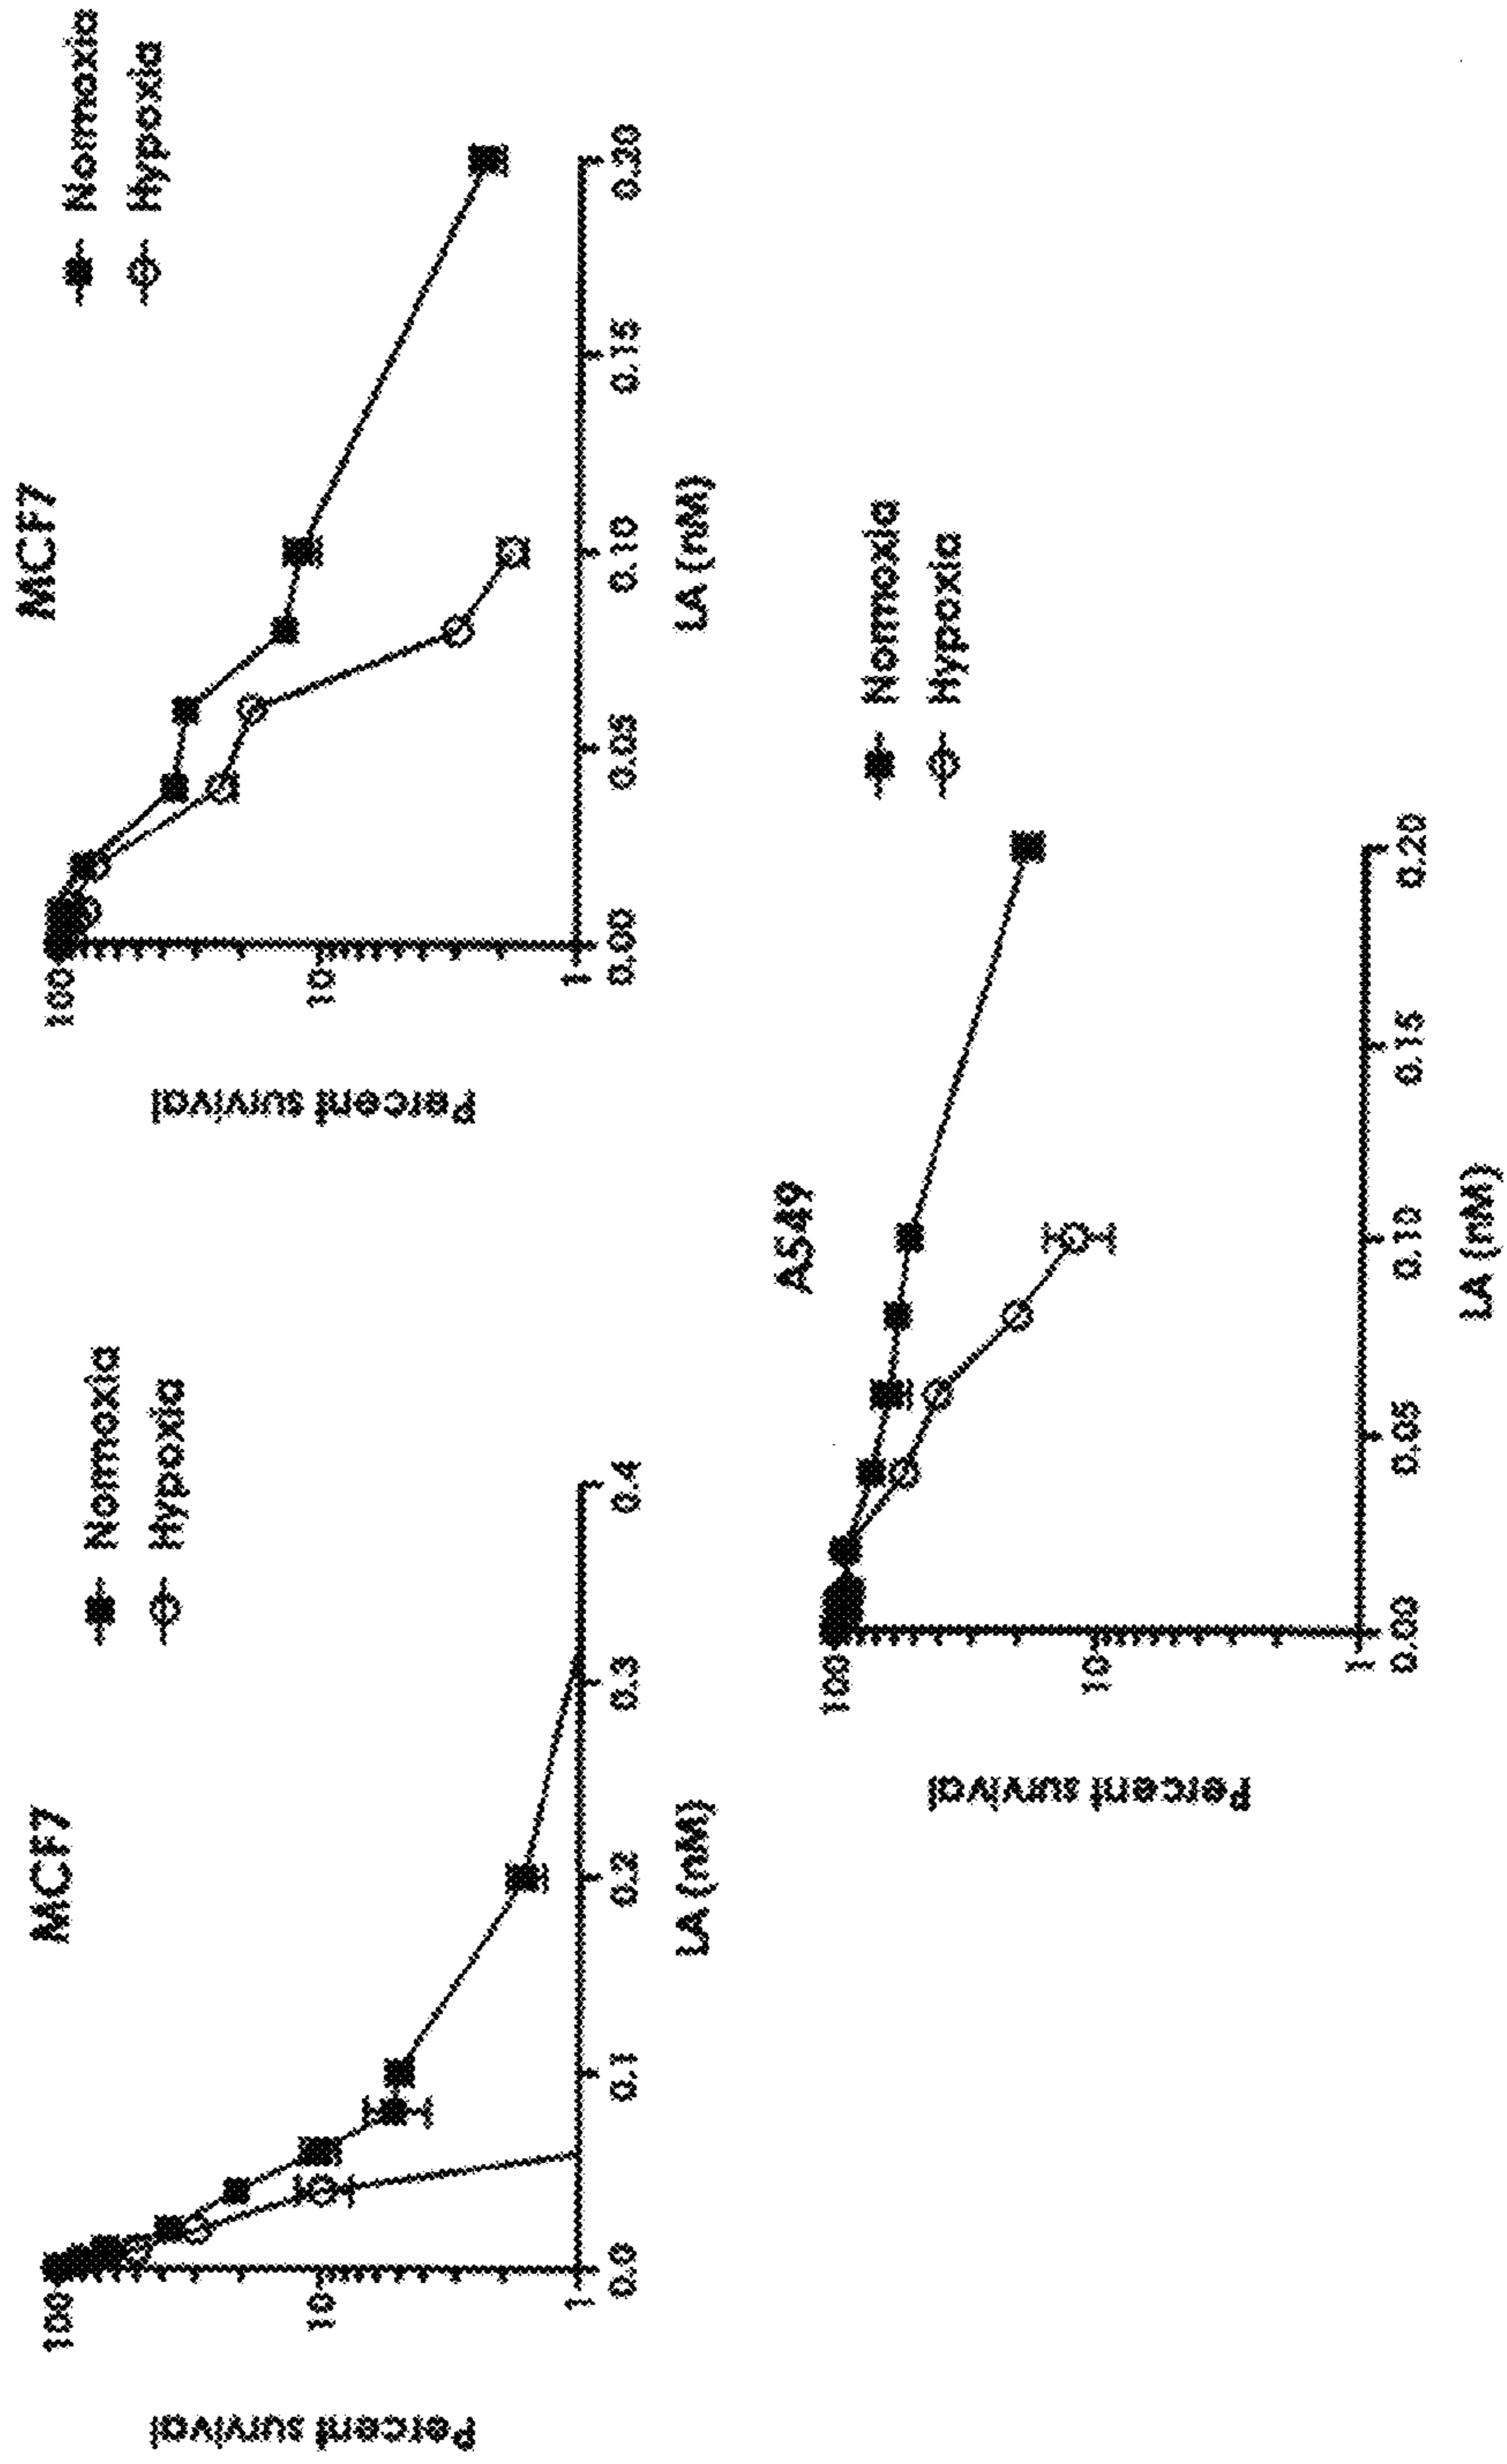 MCF7
Normoxia
Hypoxia
Percent survival
100
10
1
0.0
0.1
0.2
0.3
0.4
LA (nM)
MCF7
Normoxia
Hypoxia
Percent survival
100
10
1
0.00
0.05
0.10
0.15
0.20
LA (nM)
A549
Normoxia
Hypoxia
Percent survival
100
10
1
0.00
0.05
0.10
0.15
0.20
LA (nM)